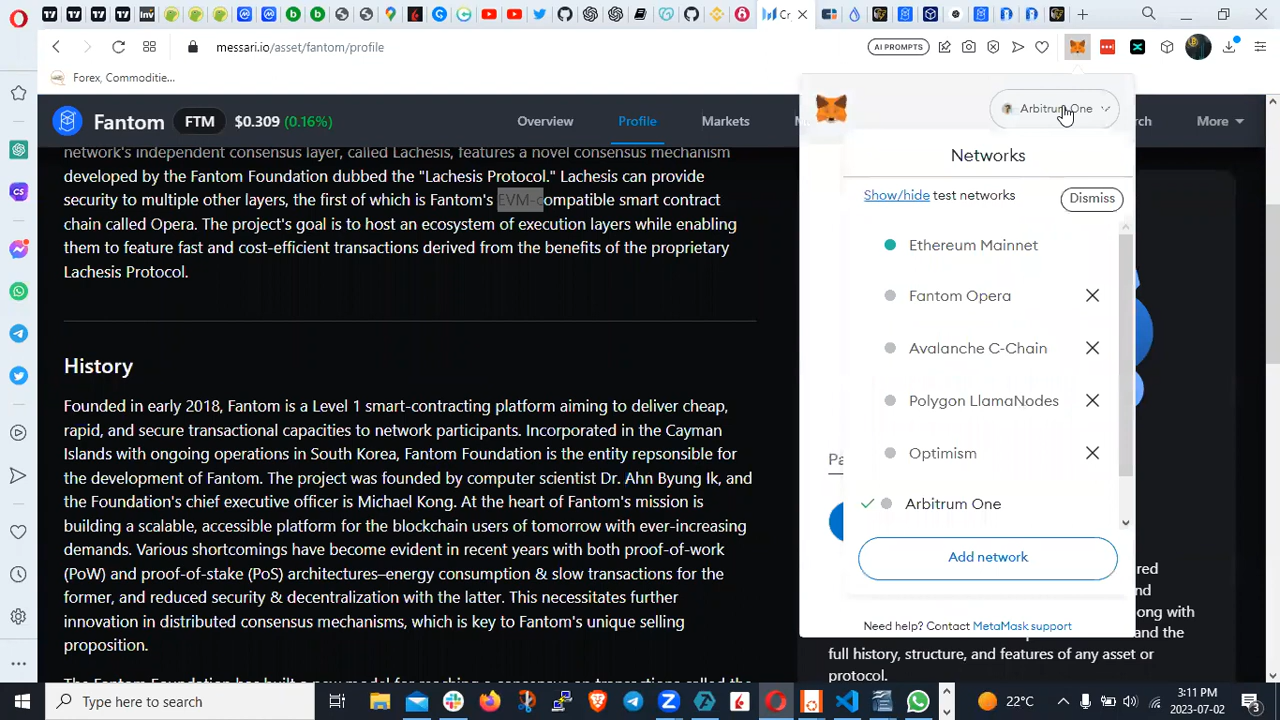 messari.io/asset/fantom/profile
AI PROMPTS
Forex, Commoditie...
Fantom
FTM
$0.309 (0.16%)
Overview
Profile
Markets
More
network's independent consensus layer, called Lachesis, features a novel consensus mechanism
developed by the Fantom Foundation dubbed the "Lachesis Protocol." Lachesis can provide
security to multiple other layers, the first of which is Fantom's EVM-compatible smart contract
chain called Opera. The project's goal is to host an ecosystem of execution layers while enabling
them to feature fast and cost-efficient transactions derived from the benefits of the proprietary
Lachesis Protocol.
History
Founded in early 2018, Fantom is a Level 1 smart-contracting platform aiming to deliver cheap,
rapid, and secure transactional capacities to network participants. Incorporated in the Cayman
Islands with ongoing operations in South Korea, Fantom Foundation is the entity repsonsible for
the development of Fantom. The project was founded by computer scientist Dr. Ahn Byung Ik, and
the Foundation's chief executive officer is Michael Kong. At the heart of Fantom's mission is
building a scalable, accessible platform for the blockchain users of tomorrow with ever-increasing
demands. Various shortcomings have become evident in recent years with both proof-of-work
(PoW) and proof-of-stake (PoS) architectures–energy consumption & slow transactions for the
former, and reduced security & decentralization with the latter. This necessitates further
innovation in distributed consensus mechanisms, which is key to Fantom's unique selling
proposition.
Arbitrum One
Networks
Show/hide test networks
Dismiss
Ethereum Mainnet
Fantom Opera
Avalanche C-Chain
Polygon LlamaNodes
Optimism
Arbitrum One
Add network
Need help? Contact MetaMask support
full history, structure, and features of any asset or
protocol.
Type here to search
22°C
3:11 PM
2023-07-02